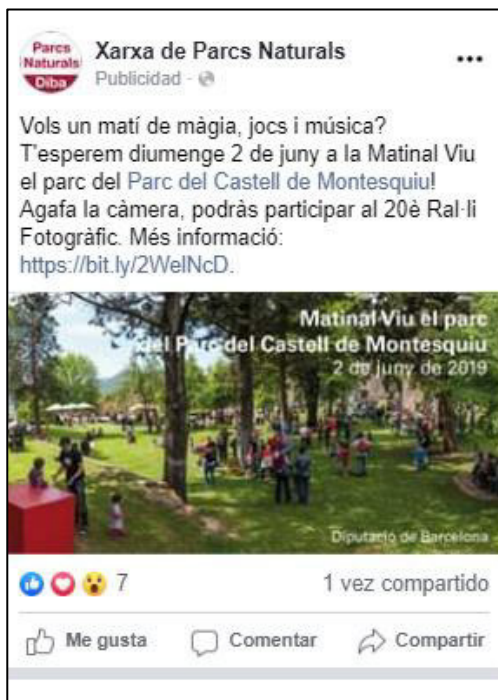 Parcs
Naturals
Diba
Xarxa de Parcs Naturals
Publicidad ·
Vols un matí de màgia, jocs i música?
T'esperem diumenge 2 de juny a la Matinal Viu
el parc del Parc del Castell de Montesquiu!
Agafa la càmera, podràs participar al 20è Ral·li
Fotogràfic. Més informació:
https://bit.ly/2WelNcD.
Matinal Viu el parc
del Parc del Castell de Montesquiu
2 de juny de 2019
Diputació de Barcelona
7
1 vez compartido
Me gusta
Comentar
Compartir